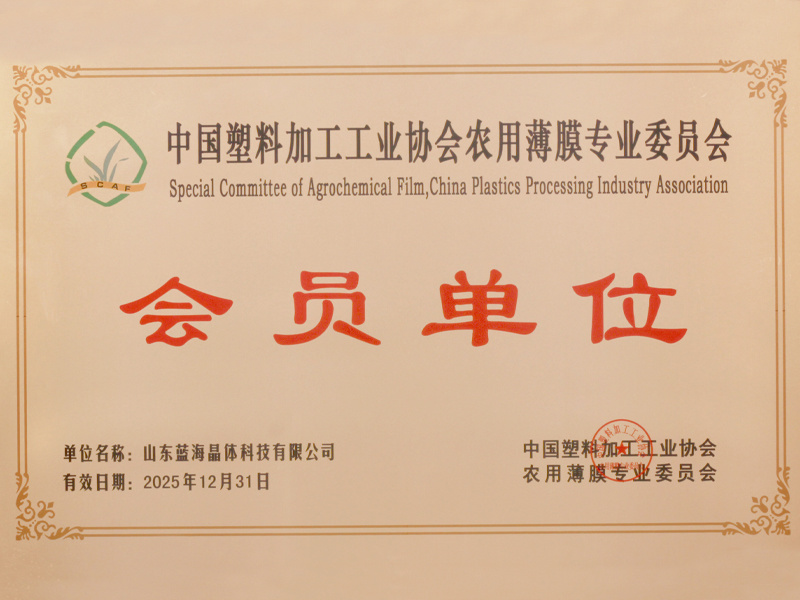 中国塑料加工工业协会农用薄膜专业委员会
SCAF
Special Committee of Agrochemical Film,China Plastics Processing Industry Association
会员单位
单位名称：山东蓝海晶体科技有限公司
有效日期：2025年12月31日
中国塑料加工工业协会
农用薄膜专业委员会